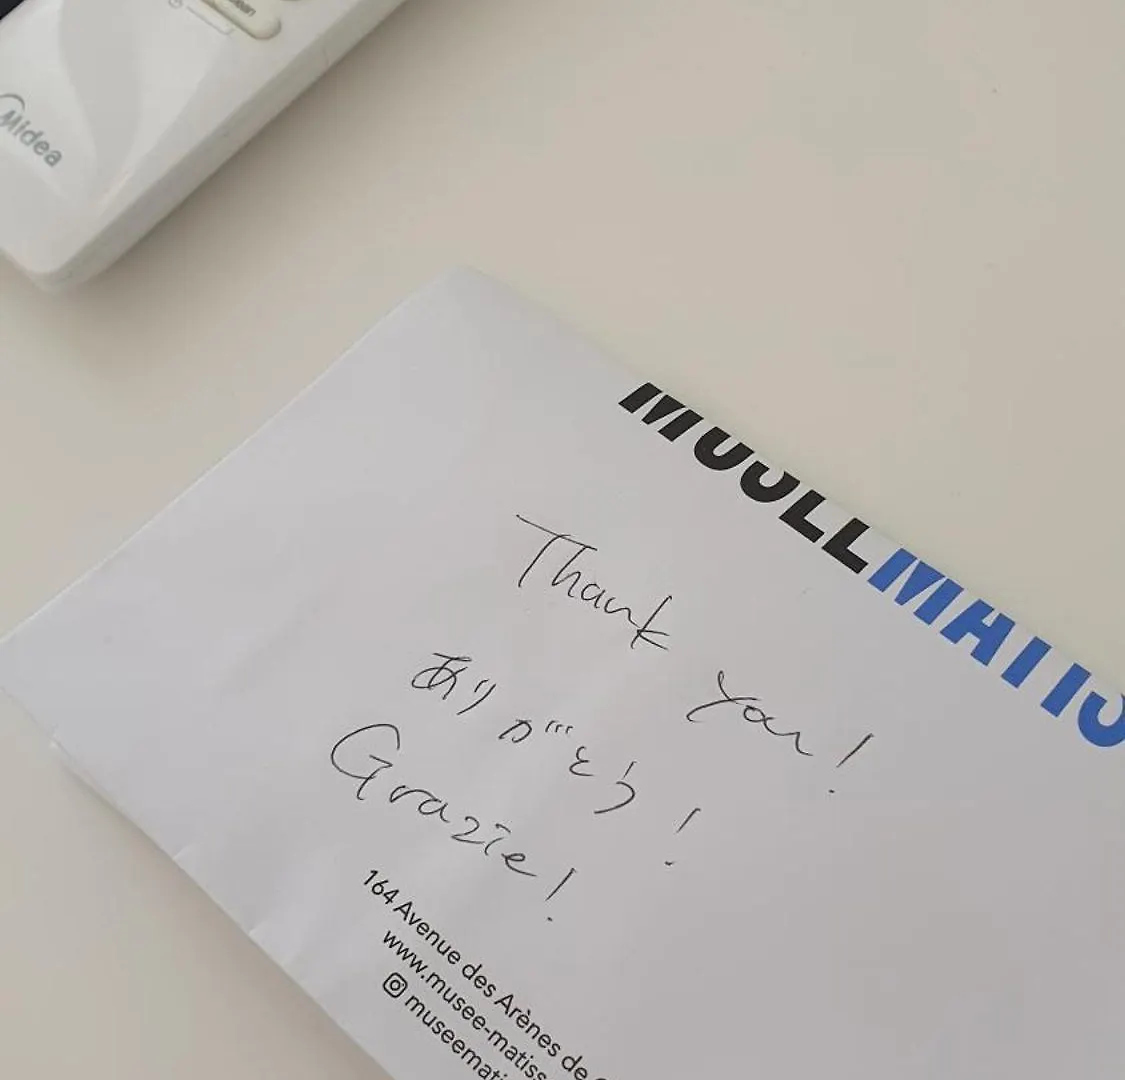 Midea
MUSÉE MATIS
Thank you!
ありがとう!
Grazie!
164 Avenue des Arènes de
www.musee-matiss
museemati